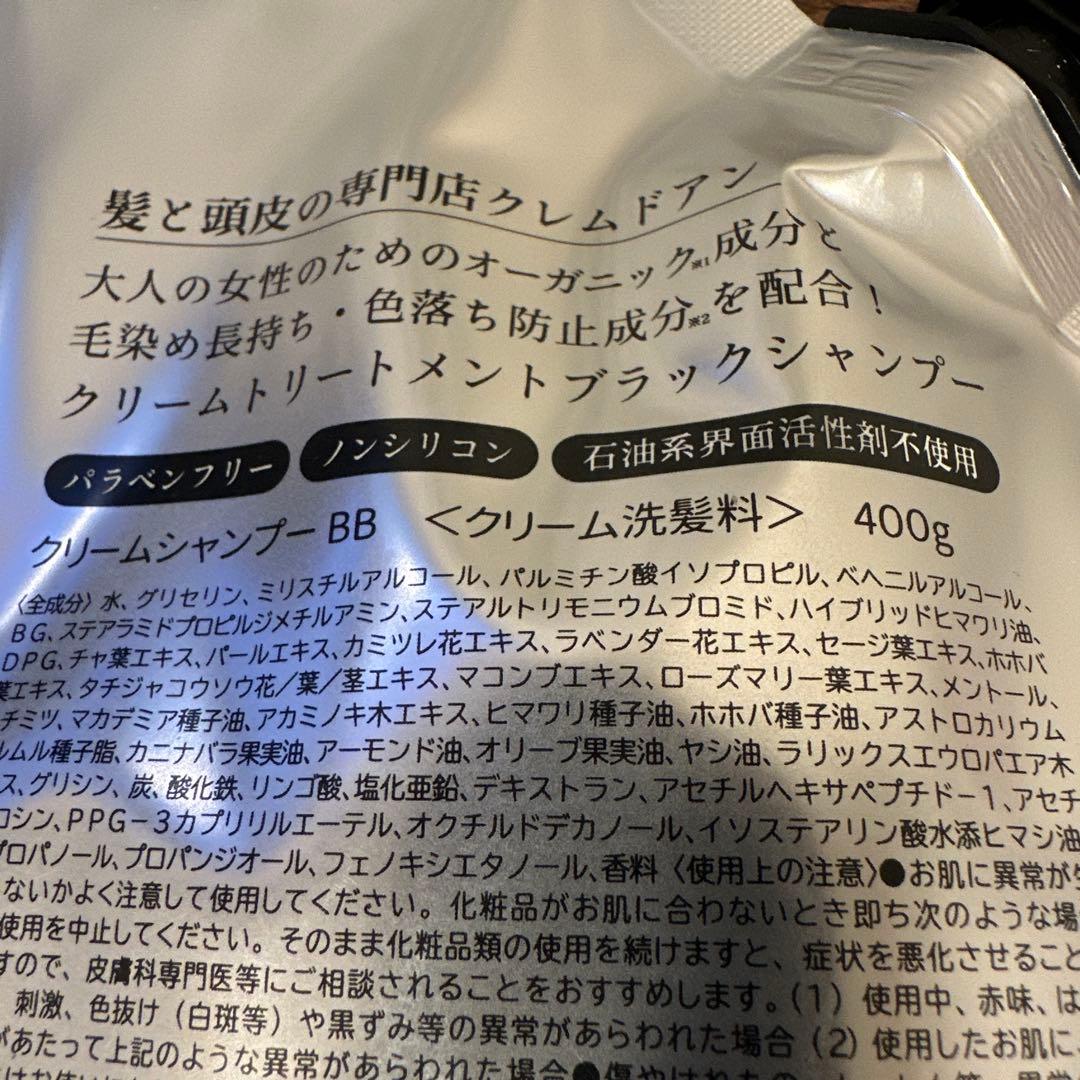 髪と頭皮の専門店クレムドアン
大人の女性のためのオーガニック※1成分と
毛染め長持ち・色落ち防止成分※2を配合！
クリームトリートメントブラックシャンプー
パラベンフリー ノンシリコン 石油系界面活性剤不使用
クリームシャンプーBB ＜クリーム洗髪料＞ 400g
〈全成分〉水、グリセリン、ミリスチルアルコール、パルミチン酸イソプロピル、ベヘニルアルコール、
BG、ステアラミドプロピルジメチルアミン、ステアルトリモニウムブロミド、ハイブリッドヒマワリ油、
DPG、チャ葉エキス、パールエキス、カミツレ花エキス、ラベンダー花エキス、セージ葉エキス、ホホバ
葉エキス、タチジャコウソウ花／葉／茎エキス、マコンブエキス、ローズマリー葉エキス、メントール、
チミツ、マカデミア種子油、アカミノキ木エキス、ヒマワリ種子油、ホホバ種子油、アストロカリウム
ルムル種子脂、カニナバラ果実油、アーモンド油、オリーブ果実油、ヤシ油、ラリックスエウロパエア木
ス、グリシン、炭、酸化鉄、リンゴ酸、塩化亜鉛、デキストラン、アセチルヘキサペプチド－1、アセチ
ロシン、PPG－3カプリリルエーテル、オクチルドデカノール、イソステアリン酸水添ヒマシ油
プロパノール、プロパンジオール、フェノキシエタノール、香料〈使用上の注意〉●お肌に異常が生
ないかよく注意して使用してください。化粧品がお肌に合わないとき即ち次のような場
使用を中止してください。そのまま化粧品類の使用を続けますと、症状を悪化させること
すので、皮膚科専門医等にご相談されることをおすすめします。（1）使用中、赤味、は
刺激、色抜け（白斑等）や黒ずみ等の異常があらわれた場合（2）使用したお肌に
があたって上記のような異常があらわれた場合●傷やはれもの